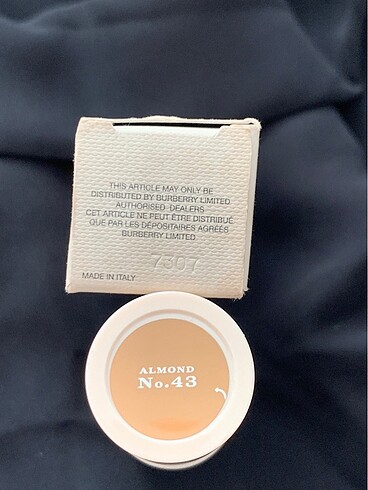 THIS ARTICLE MAY ONLY BE
DISTRIBUTED BY BURBERRY LIMITED
AUTHORISED DEALERS
CET ARTICLE NE PEUT ÊTRE DISTRIBUÉ
QUE PAR LES DÉPOSITAIRES AGRÉÉS
BURBERRY LIMITED
7307
MADE IN ITALY
ALMOND
No.43